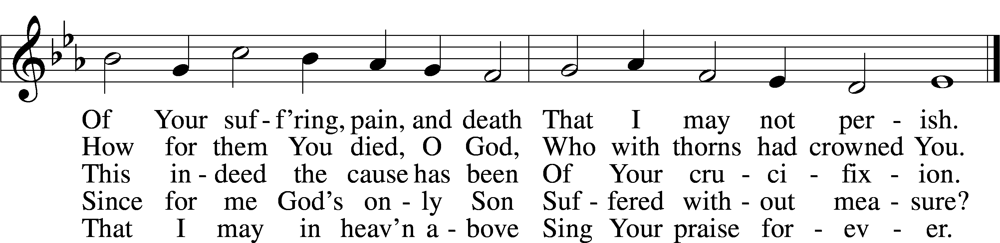 Of Your suf - f'ring, pain, and death That I may not per - ish.
How for them You died, O God, Who with thorns had crowned You.
This in - deed the cause has been Of Your cru - ci - fix - ion.
Since for me God's on - ly Son Suf - fered with - out mea - sure?
That I may in heav'n a - bove Sing Your praise for - ev - er.